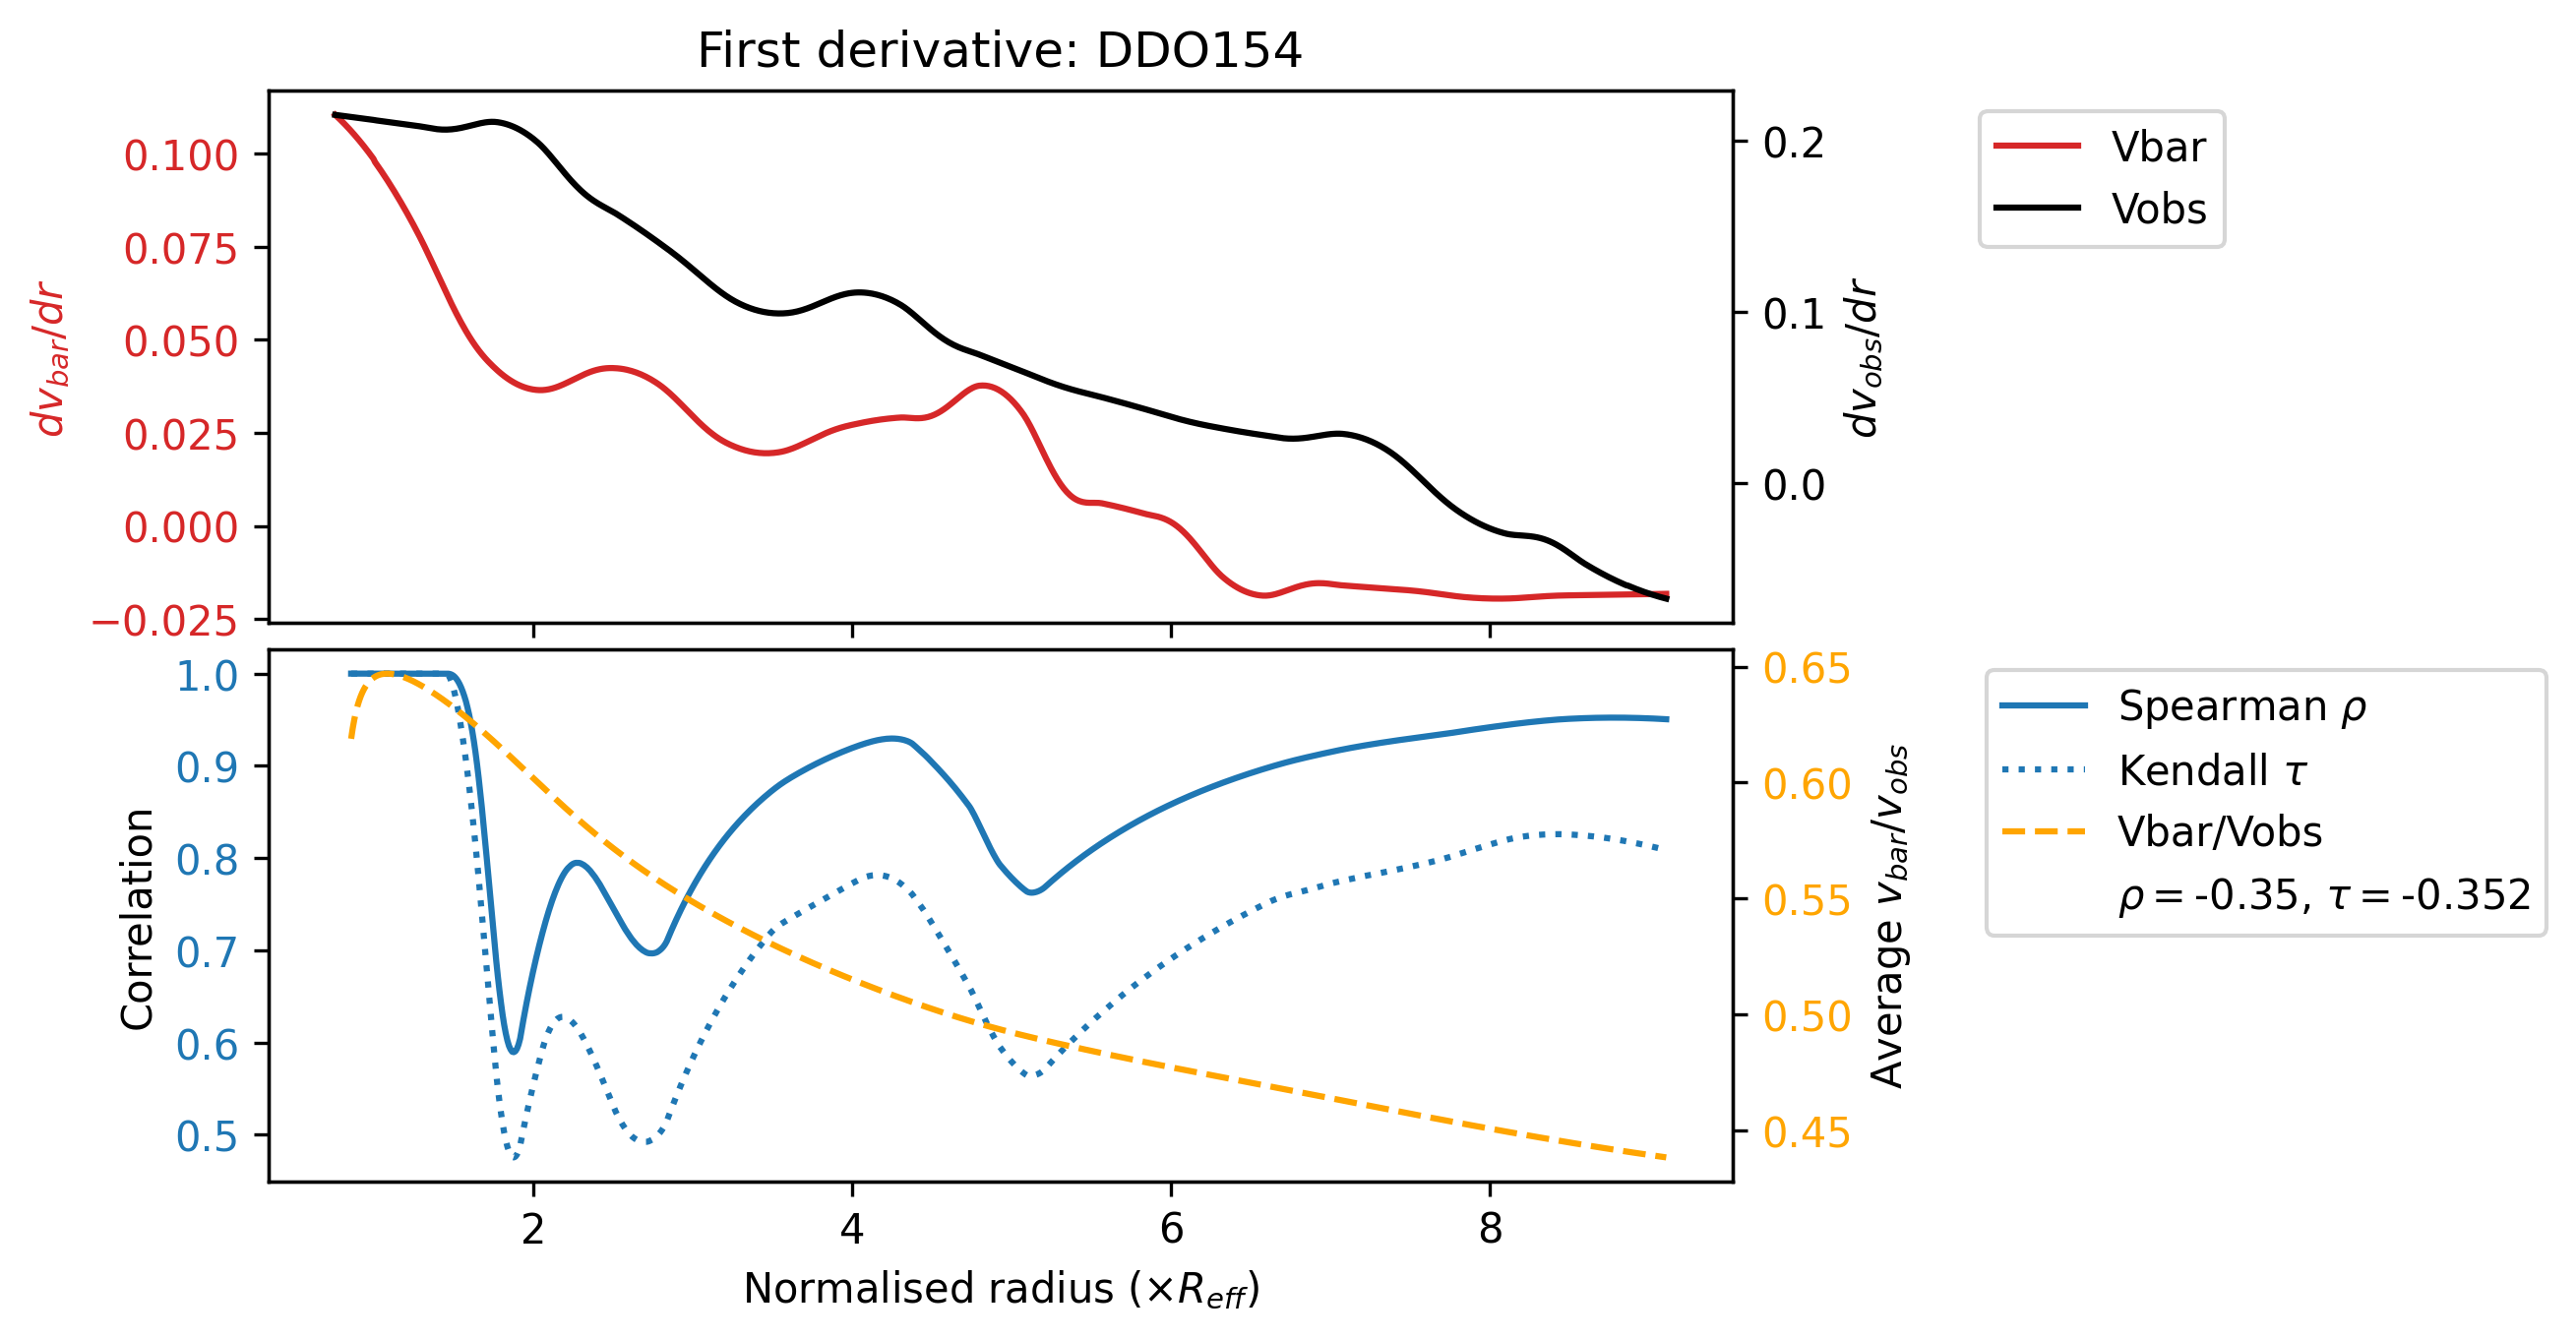 First derivative: DDO154
0.100
0.075
0.050
0.025
0.000
−0.025
dv_bar/dr
0.2
0.1
0.0
dv_obs/dr
Vbar
Vobs
1.0
0.9
0.8
0.7
0.6
0.5
Correlation
0.65
0.60
0.55
0.50
0.45
Average v_bar/v_obs
Spearman ρ
Kendall τ
Vbar/Vobs
ρ = -0.35, τ = -0.352
2 4 6 8
Normalised radius (×R_eff)